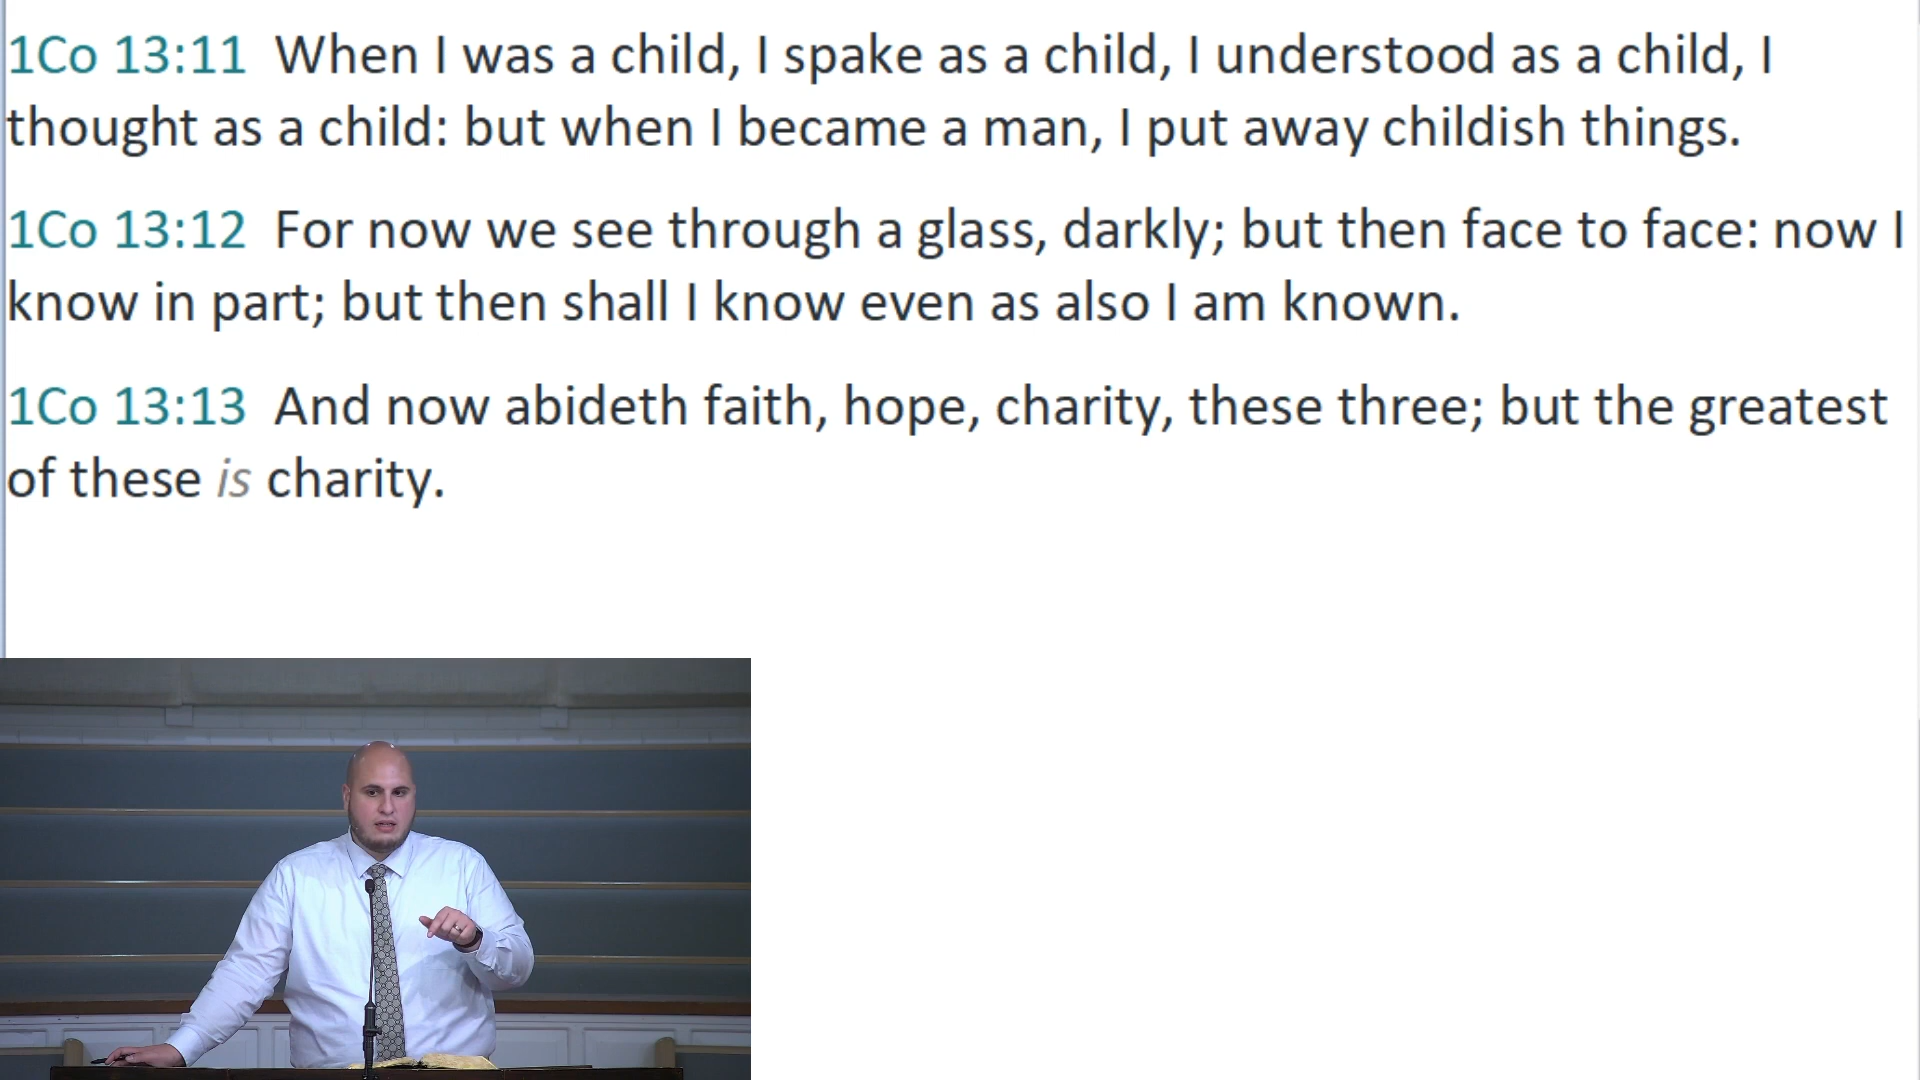 1Co 13:11 When I was a child, I spake as a child, I understood as a child, I
thought as a child: but when I became a man, I put away childish things.
1Co 13:12 For now we see through a glass, darkly; but then face to face: now I
know in part; but then shall I know even as also I am known.
1Co 13:13 And now abideth faith, hope, charity, these three; but the greatest
of these is charity.